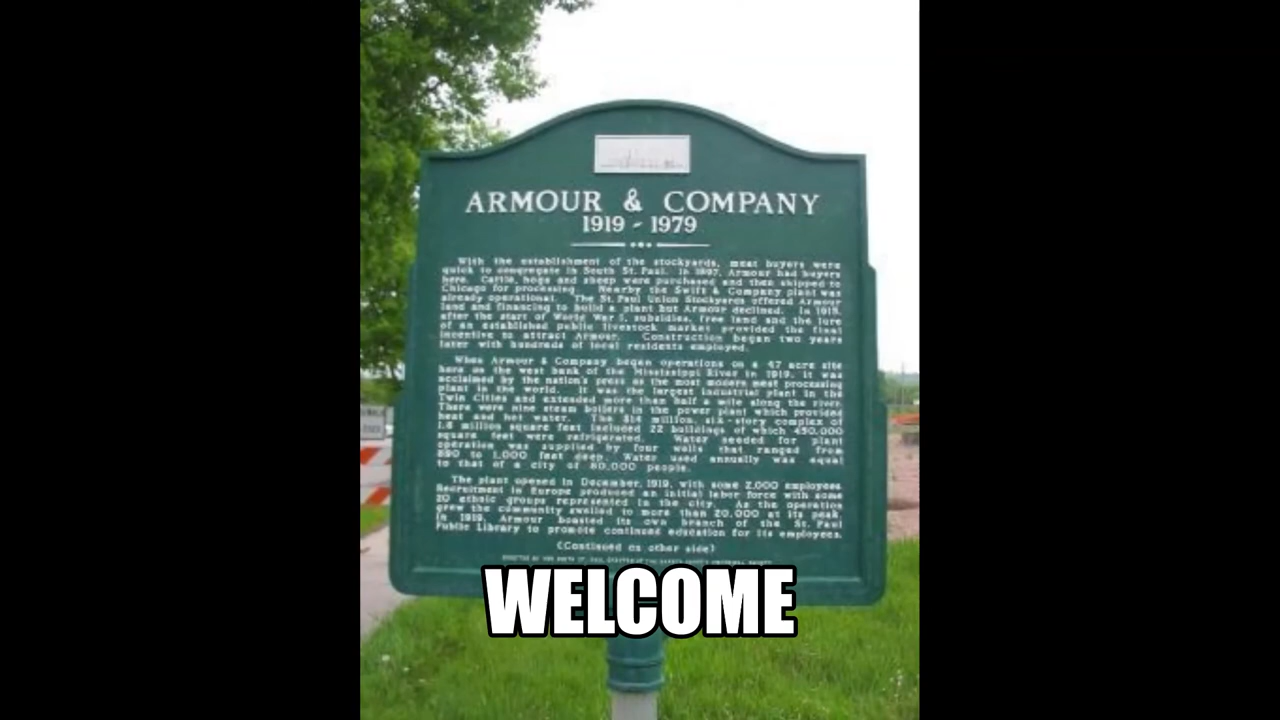 ARMOUR & COMPANY
1919 - 1979
With the establishment of the stockyards, meat buyers were
quick to congregate in South St. Paul. In 1897, Armour had buyers
here. Cattle, hogs and sheep were purchased and then shipped to
Chicago for processing. Nearby the Swift & Company plant was
already operational. The St. Paul Union Stockyards offered Armour
land and financing to build a plant but Armour declined. In 1915,
after the start of World War I, subsidies, free land and the lure
of an established public livestock market provided the final
incentive to attract Armour. Construction began two years
later with hundreds of local residents employed.
When Armour & Company began operations on a 47 acre site
here on the west bank of the Mississippi River in 1919, it was
acclaimed by the nation's press as the most modern meat processing
plant in the world. It was the largest industrial plant in the
Twin Cities and extended more than half a mile along the river.
There were nine steam boilers in the power plant which provided
heat and hot water. The million, six-story complex of
1.6 million square feet included 22 buildings of which 450,000
square feet were refrigerated. Water needed for plant
operation was supplied by four wells that ranged from
890 to 1,000 feet deep. Water used annually was equal
to that of a city of 80,000 people.
The plant opened in December, 1919, with some 2,000 employees.
Recruitment in Europe produced an initial labor force with some
20 ethnic groups represented in the city. As the operation
grew the community swelled to more than 20,000 at its peak.
In 1919, Armour boasted its own branch of the St. Paul
Public Library to promote continued education for its employees.
(Continued on other side)
WELCOME